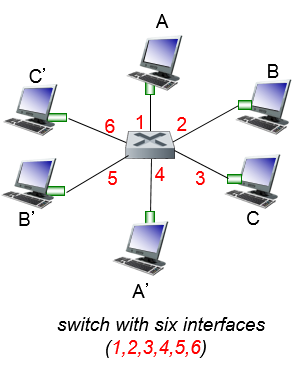 A
C’
B
6
1
2
5
4
3
B’
C
A’
switch with six interfaces
(1,2,3,4,5,6)